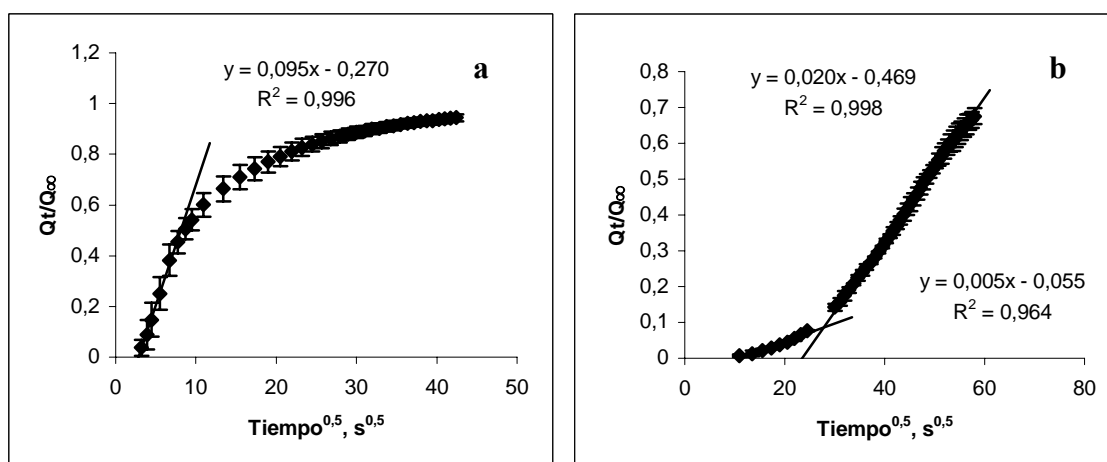 a
y = 0,095x - 0,270
R² = 0,996
Qt/Q∞
1,2
1
0,8
0,6
0,4
0,2
0
0 10 20 30 40 50
Tiempo⁰,⁵, s⁰,⁵
b
y = 0,020x - 0,469
R² = 0,998
y = 0,005x - 0,055
R² = 0,964
Qt/Q∞
0,8
0,7
0,6
0,5
0,4
0,3
0,2
0,1
0
0 20 40 60 80
Tiempo⁰,⁵, s⁰,⁵